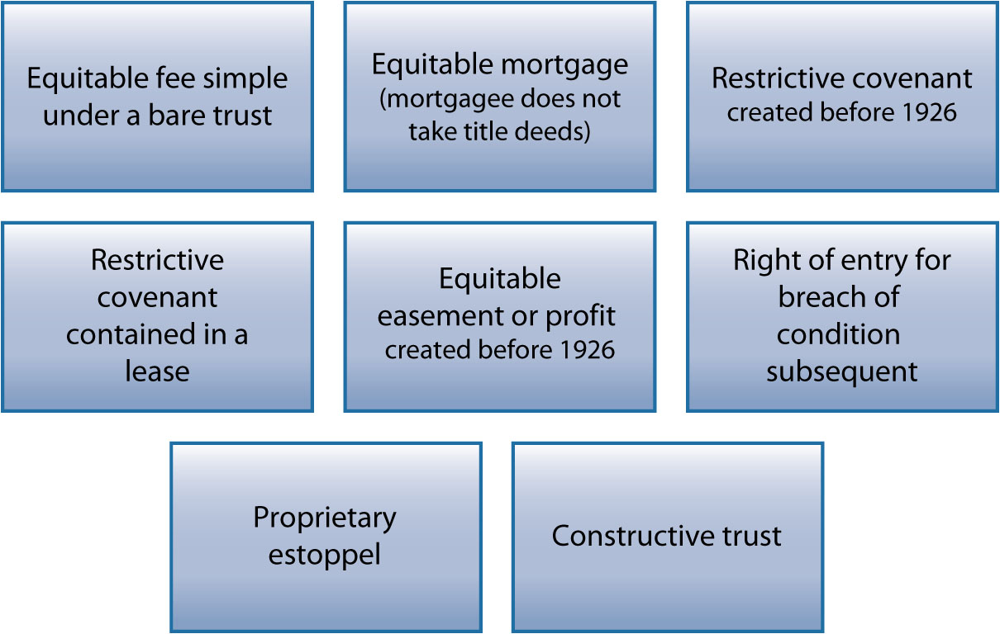 Equitable fee simple
under a bare trust
Equitable mortgage
(mortgagee does not
take title deeds)
Restrictive covenant
created before 1926
Restrictive
covenant
contained in a
lease
Equitable
easement or profit
created before 1926
Right of entry for
breach of
condition
subsequent
Proprietary
estoppel
Constructive trust